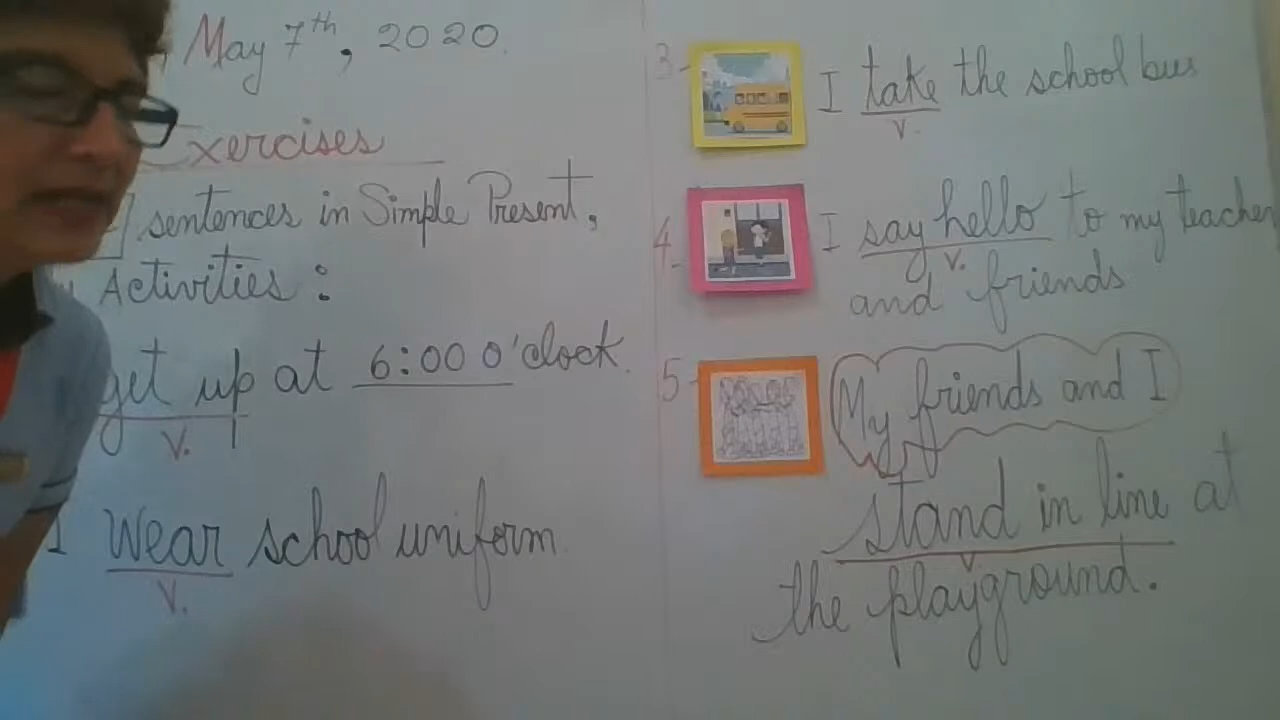 May 7th, 2020.
Exercises
sentences in Simple Present,
Activities :
get up at 6:00 o'clock.
V.
I Wear school uniform
V.
3- I take the school bus
v.
4- I say hello to my teacher
v.
and friends
5- My friends and I
stand in line at
v
the playground.